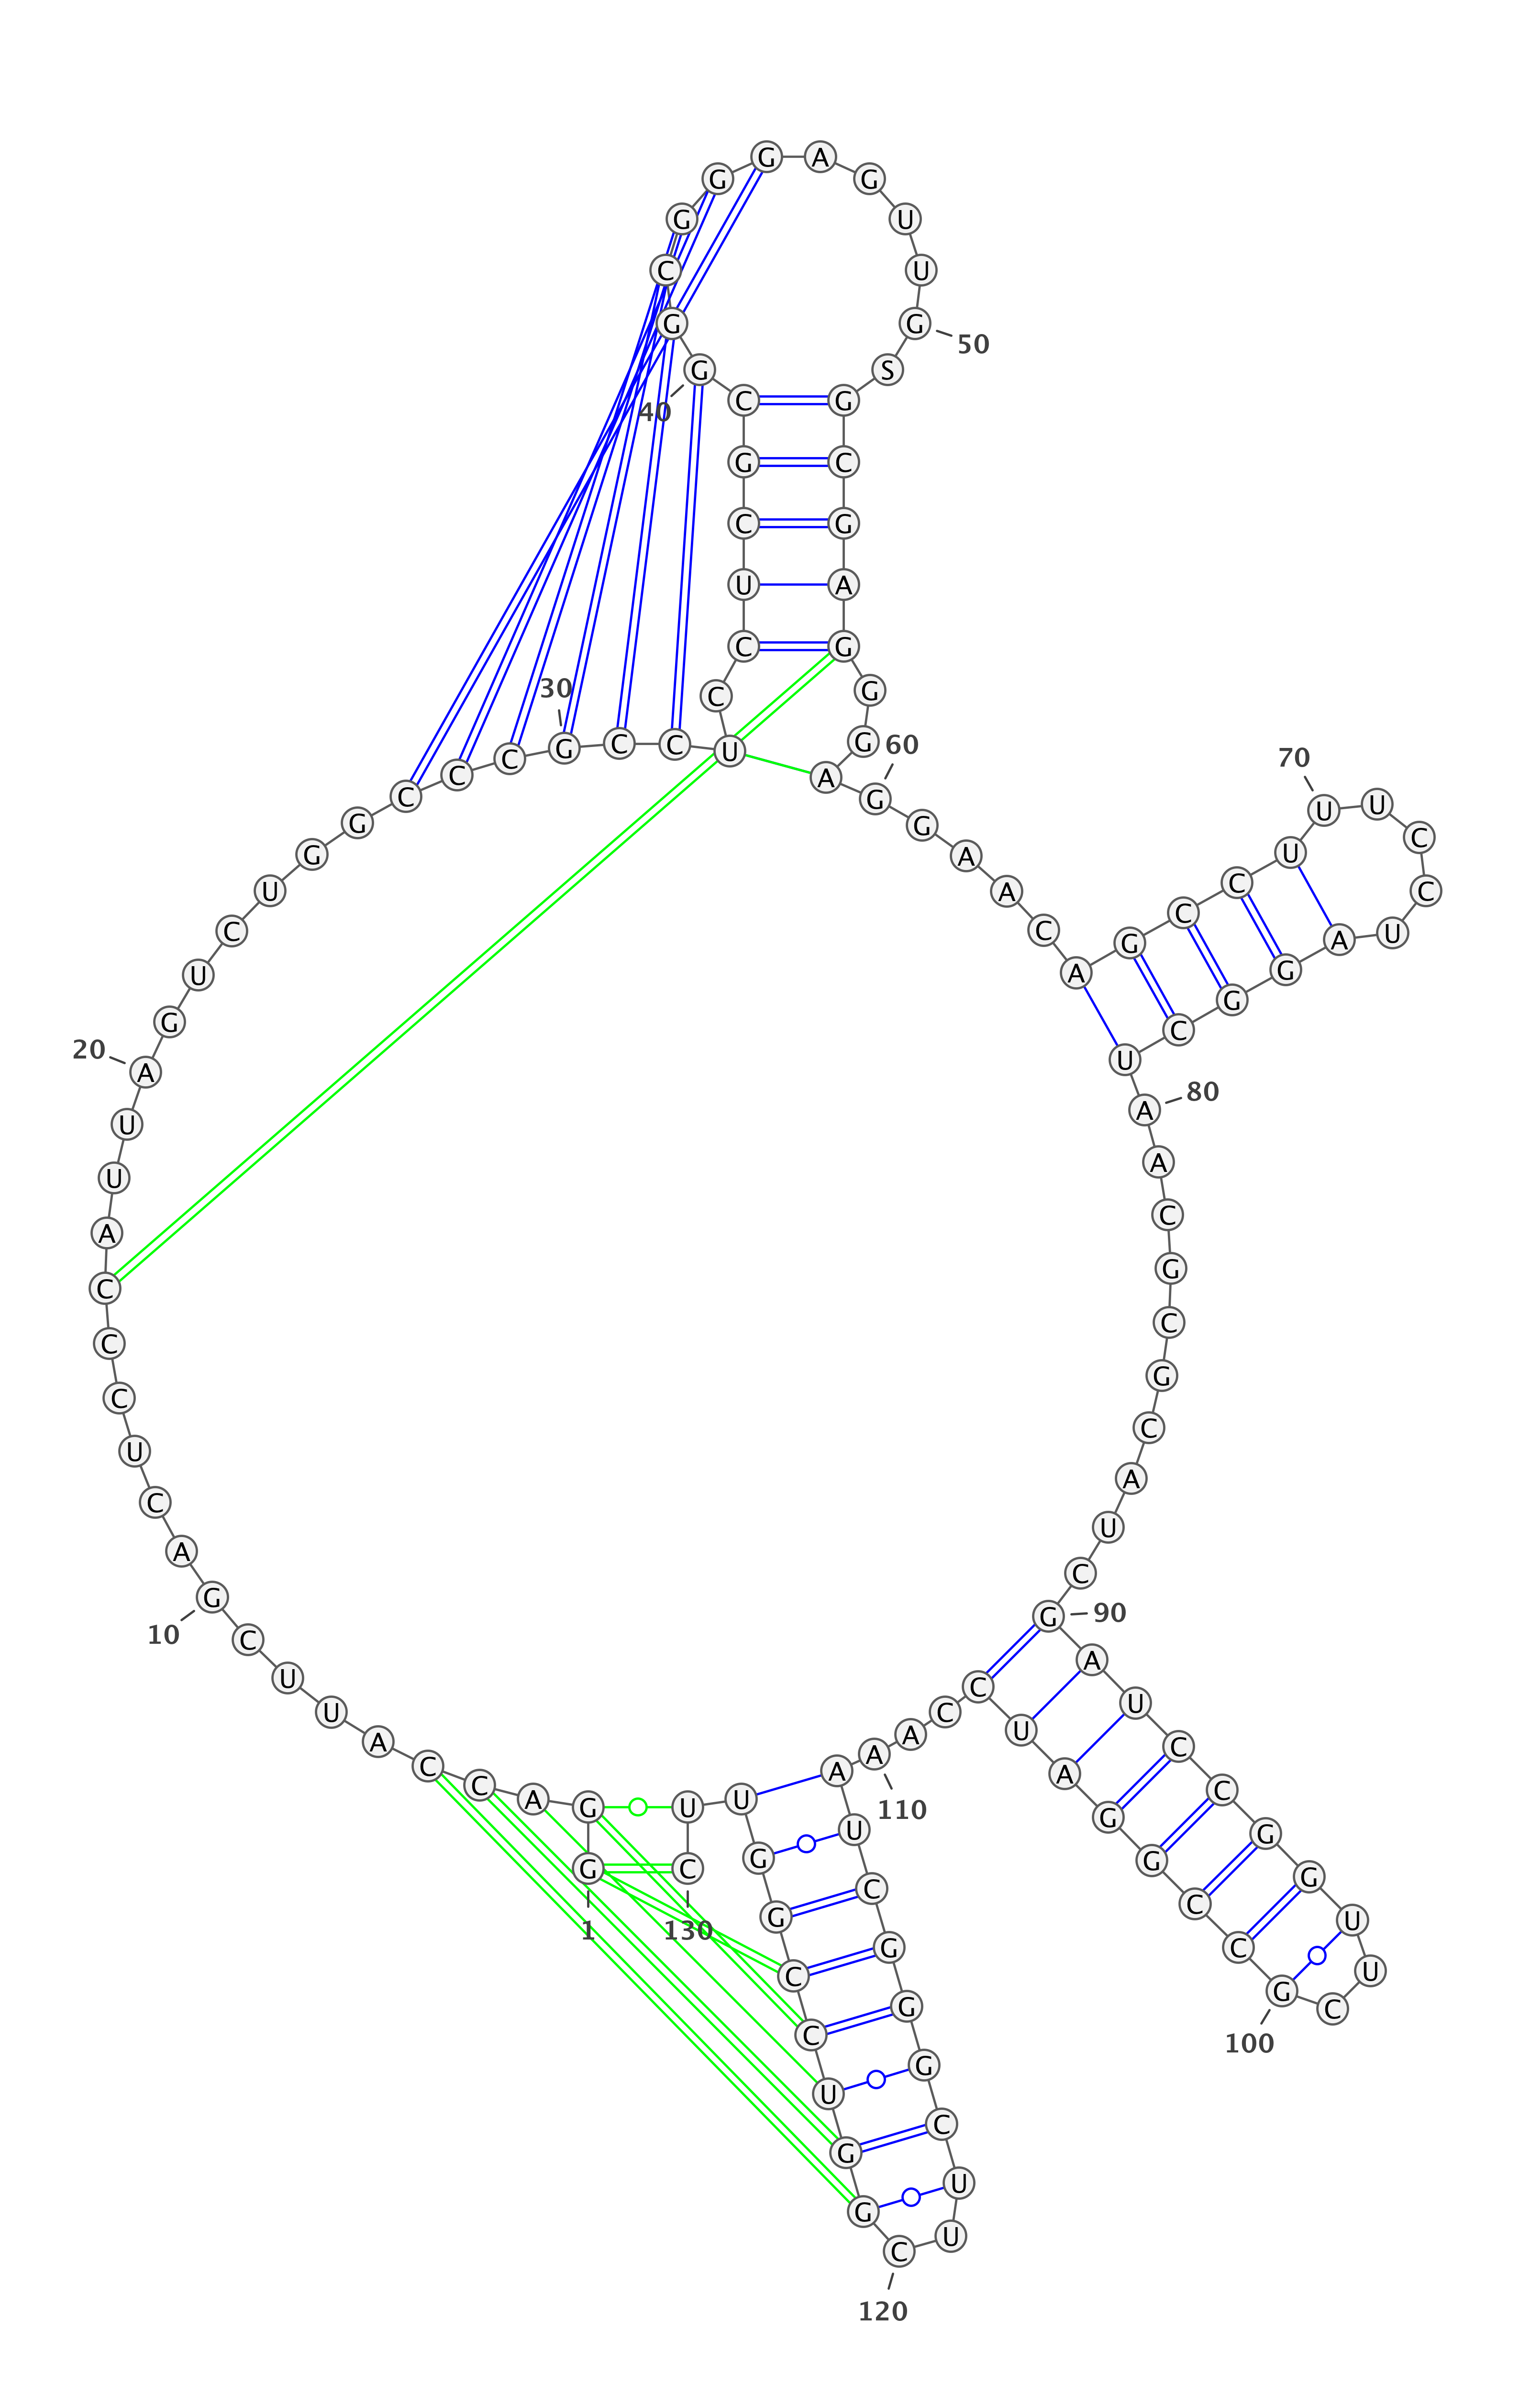 1
G G A C C A U U C G
10
A C U C C C A U U A
20
G U C U G G C C C G
30
C C U C C U C G C G
40
G C G G G A G U U G
50
S G C G A G G G A G
60
G A A C A G C C U U
70
U C C U A G G C U A
80
A C G C G C A U C G
90
A U C C G G U U C G
100
C C G G A U C C A A
110
A U C G G G C U U C
120
G G U C C G G U U C
130